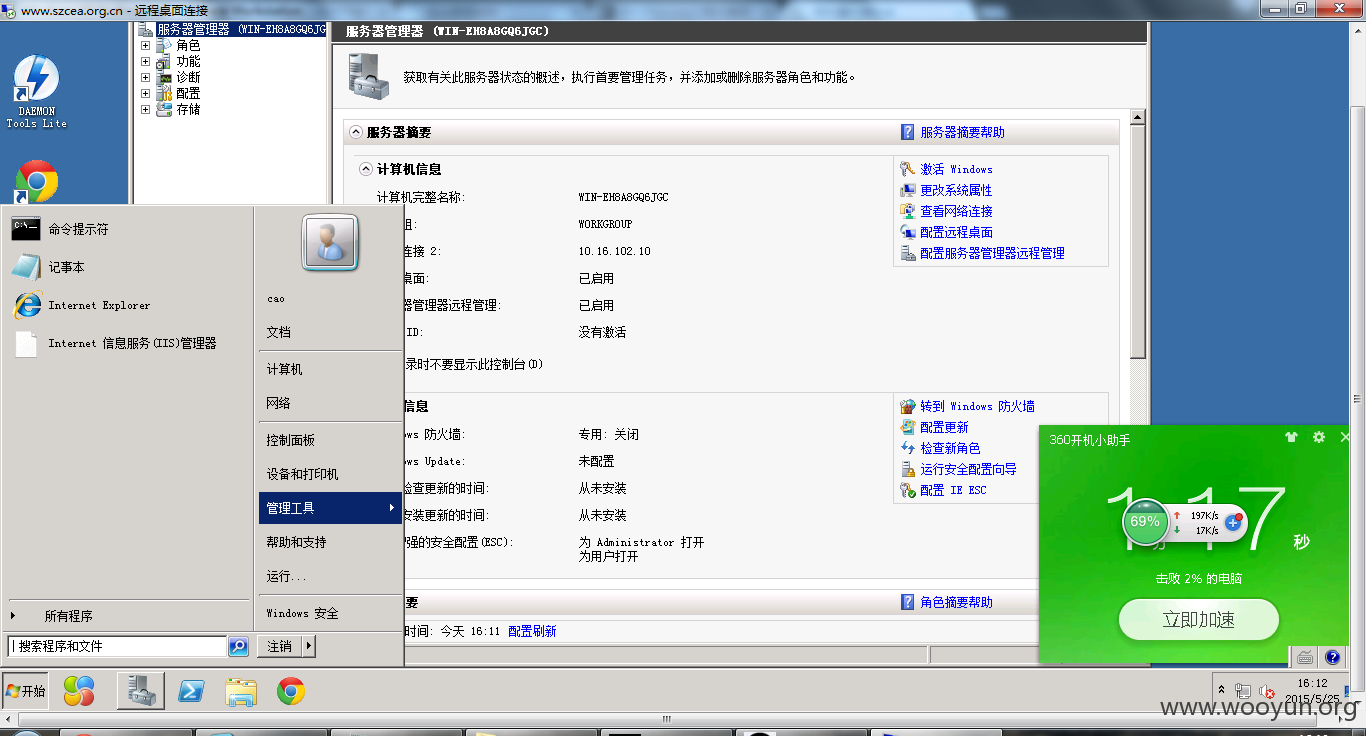 www.szcea.org.cn - 远程桌面连接
DAEMON
Tools Lite
服务器管理器 (WIN-EH8A8GQ6JG
角色
功能
诊断
配置
存储
服务器管理器 (WIN-EH8A8GQ6JGC)
获取有关此服务器状态的概述,执行首要管理任务,并添加或删除服务器角色和功能。
服务器摘要
服务器摘要帮助
计算机信息
计算机完整名称: WIN-EH8A8GQ6JGC
组: WORKGROUP
连接 2: 10.16.102.10
桌面: 已启用
器管理器远程管理: 已启用
ID: 没有激活
录时不要显示此控制台(D)
激活 Windows
更改系统属性
查看网络连接
配置远程桌面
配置服务器管理器远程管理
信息
ws 防火墙: 专用: 关闭
ws Update: 未配置
检查更新的时间: 从未安装
安装更新的时间: 从未安装
强的安全配置(ESC): 为 Administrator 打开
为用户打开
转到 Windows 防火墙
配置更新
检查新角色
运行安全配置向导
配置 IE ESC
要
角色摘要帮助
时间: 今天 16:11 配置刷新
命令提示符
记事本
Internet Explorer
Internet 信息服务(IIS)管理器
所有程序
搜索程序和文件
cao
文档
计算机
网络
控制面板
设备和打印机
管理工具
帮助和支持
运行...
Windows 安全
注销
360开机小助手
69%
197K/s
17K/s
秒
击败 2% 的电脑
立即加速
开始
16:12
2015/5/25
www.wooyun.org